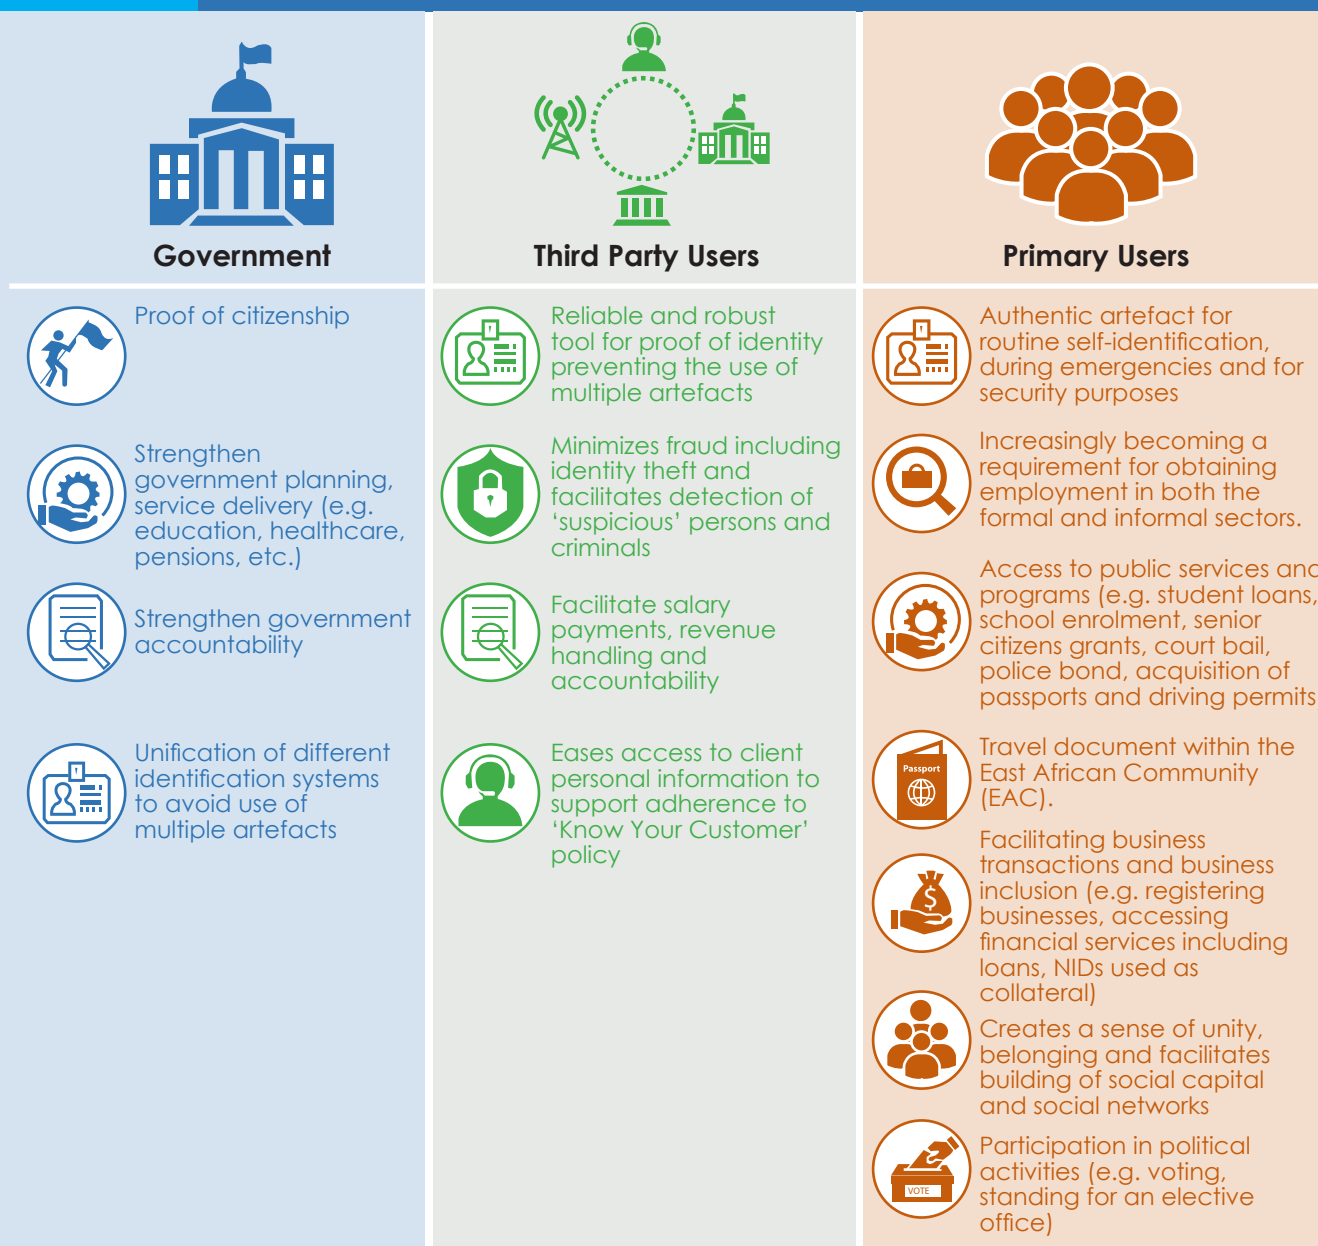 Government
Proof of citizenship
Strengthen
government planning,
service delivery (e.g.
education, healthcare,
pensions, etc.)
Strengthen government
accountability
Unification of different
identification systems
to avoid use of
multiple artefacts
Third Party Users
Reliable and robust
tool for proof of identity
preventing the use of
multiple artefacts
Minimizes fraud including
identity theft and
facilitates detection of
‘suspicious’ persons and
criminals
Facilitate salary
payments, revenue
handling and
accountability
Eases access to client
personal information to
support adherence to
‘Know Your Customer’
policy
Primary Users
Authentic artefact for
routine self-identification,
during emergencies and for
security purposes
Increasingly becoming a
requirement for obtaining
employment in both the
formal and informal sectors.
Access to public services and
programs (e.g. student loans,
school enrolment, senior
citizens grants, court bail,
police bond, acquisition of
passports and driving permits
Passport
Travel document within the
East African Community
(EAC).
Facilitating business
transactions and business
inclusion (e.g. registering
businesses, accessing
financial services including
loans, NIDs used as
collateral)
$
Creates a sense of unity,
belonging and facilitates
building of social capital
and social networks
Participation in political
activities (e.g. voting,
standing for an elective
office)
VOTE